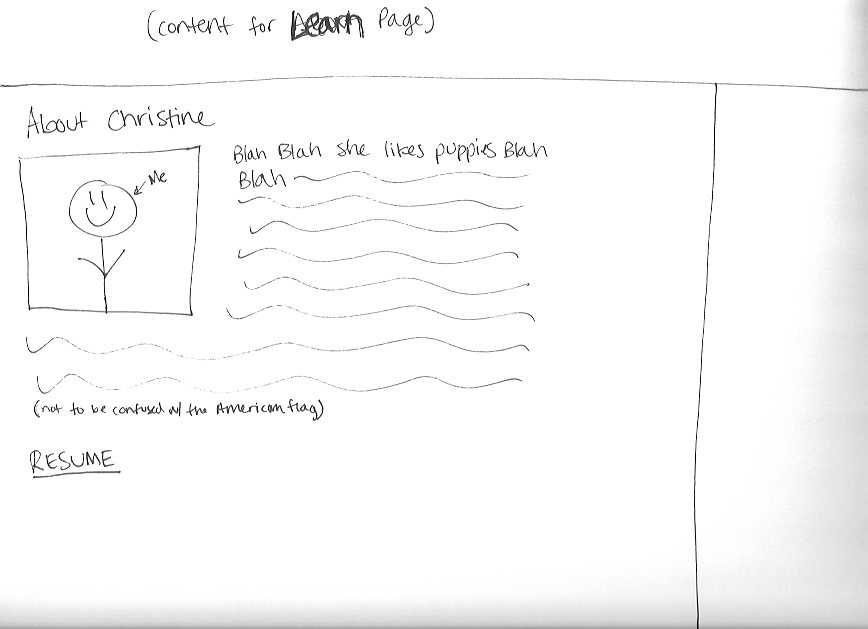 (content for Learn Page)
About Christine
Me
Blah Blah she likes puppies Blah
Blah
(not to be confused w/ the American flag)
RESUME